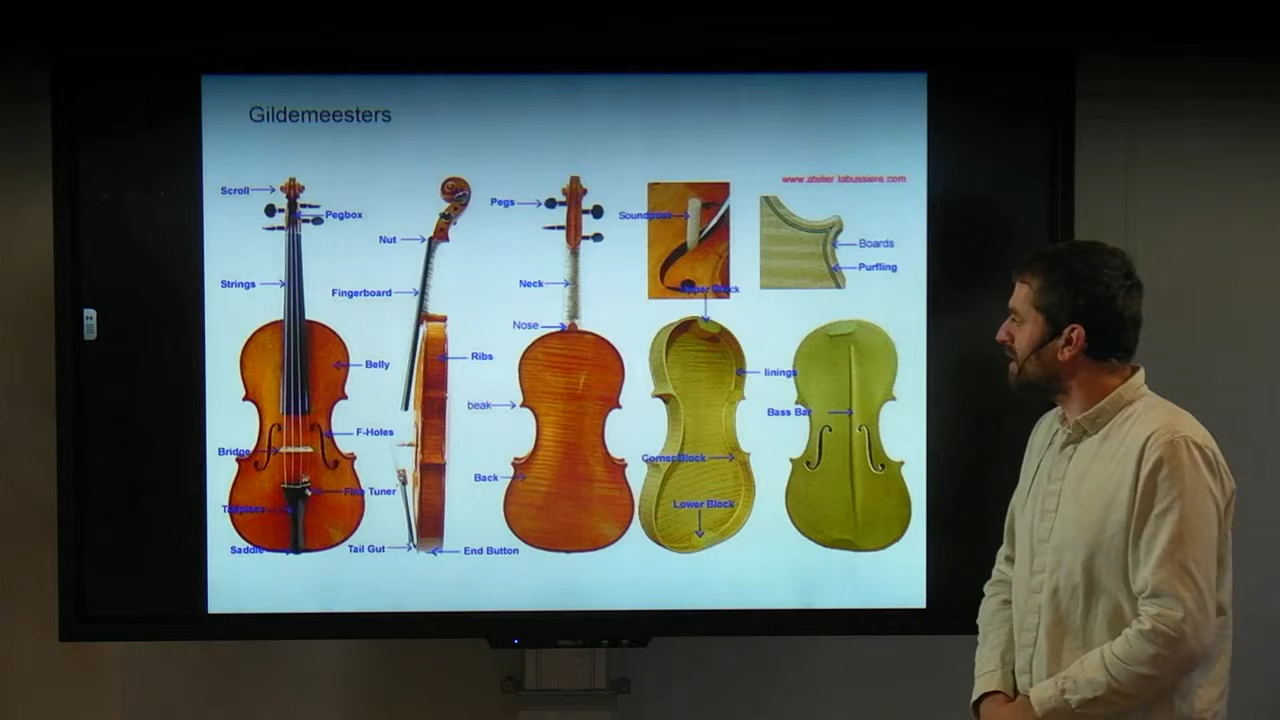 Gildemeesters
www.atelier labussiere.com
Scroll
Pegbox
Strings
Belly
F-Holes
Bridge
Fine Tuner
Tailpiece
Saddle
Nut
Fingerboard
Ribs
Tail Gut
End Button
Pegs
Neck
Nose
beak
Back
Soundpost
Boards
Purfling
Upper Block
linings
Corner Block
Lower Block
Bass Bar